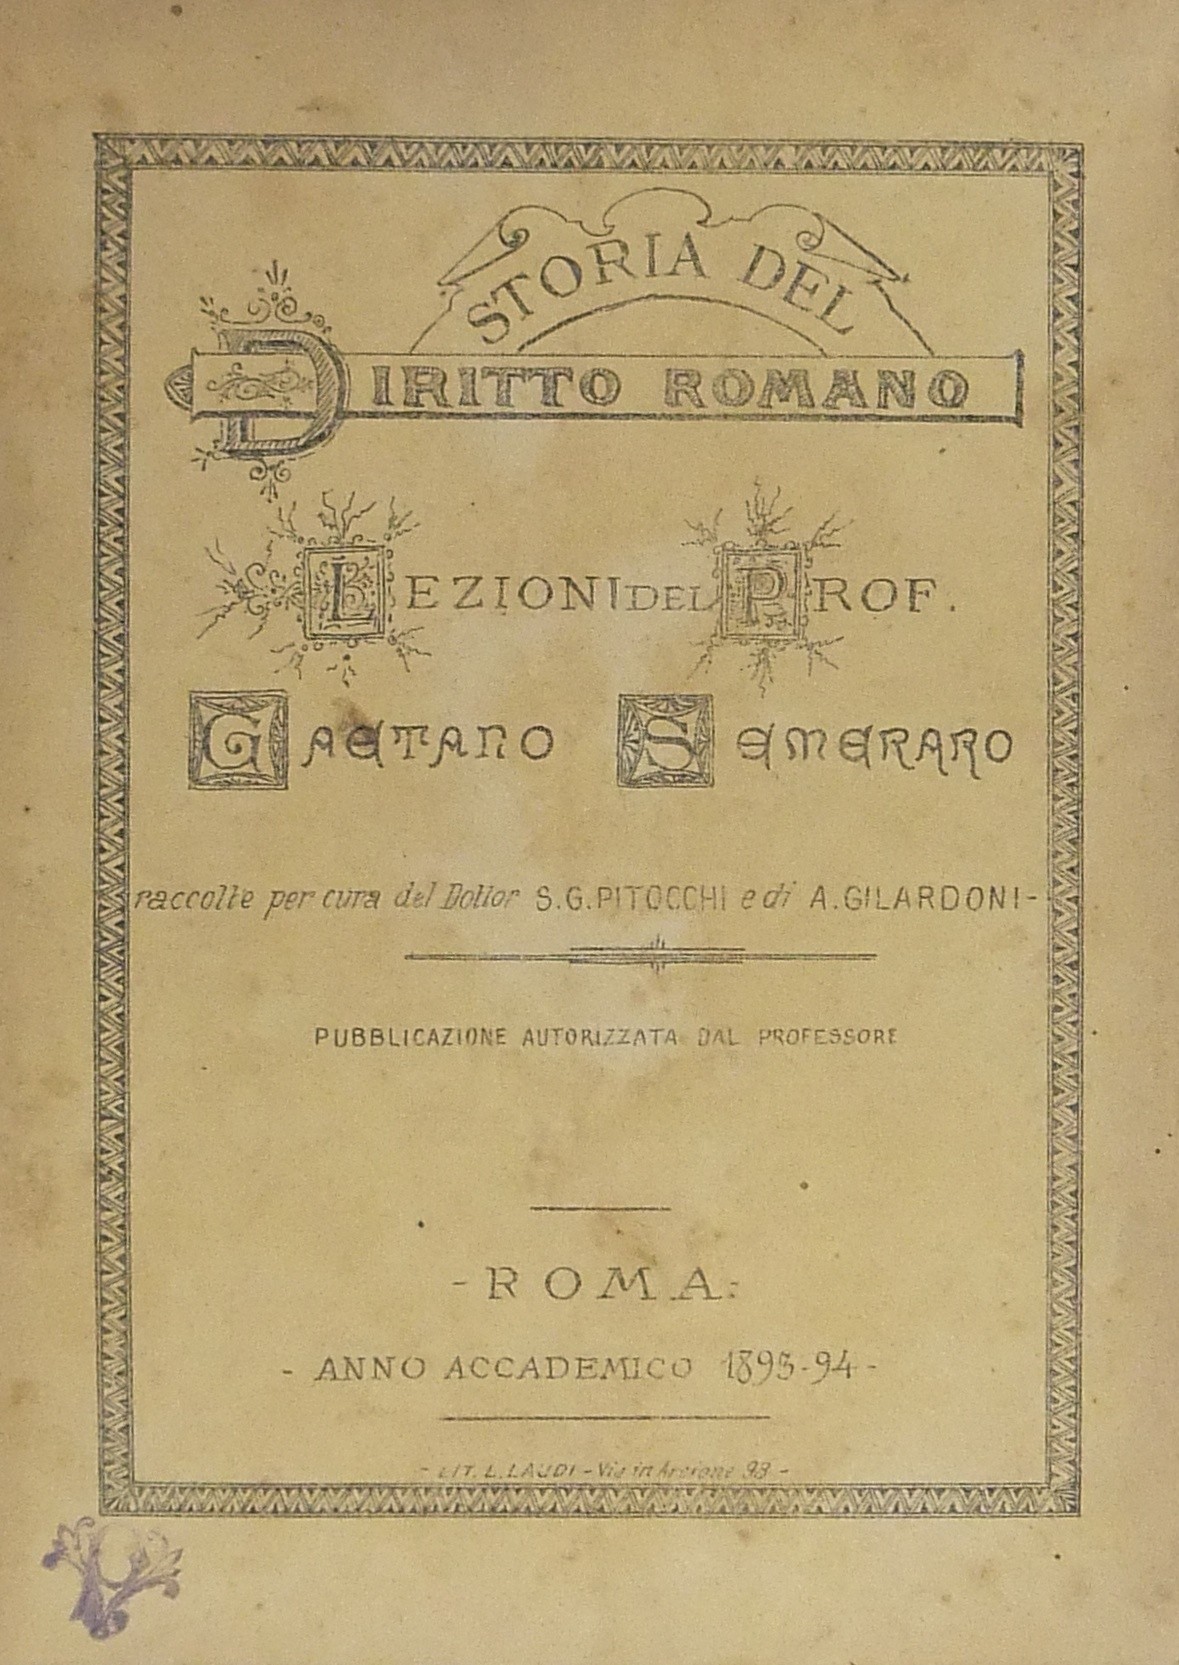 STORIA DEL
DIRITTO ROMANO
LEZIONI DEL PROF.
GAETANO SEMERARO
raccolte per cura del Dottor S. G. PITOCCHI e di A. GILARDONI -
PUBBLICAZIONE AUTORIZZATA DAL PROFESSORE
- ROMA -
- ANNO ACCADEMICO 1893-94 -
- LIT. L. LAUDI - Via in Arcione 93 -